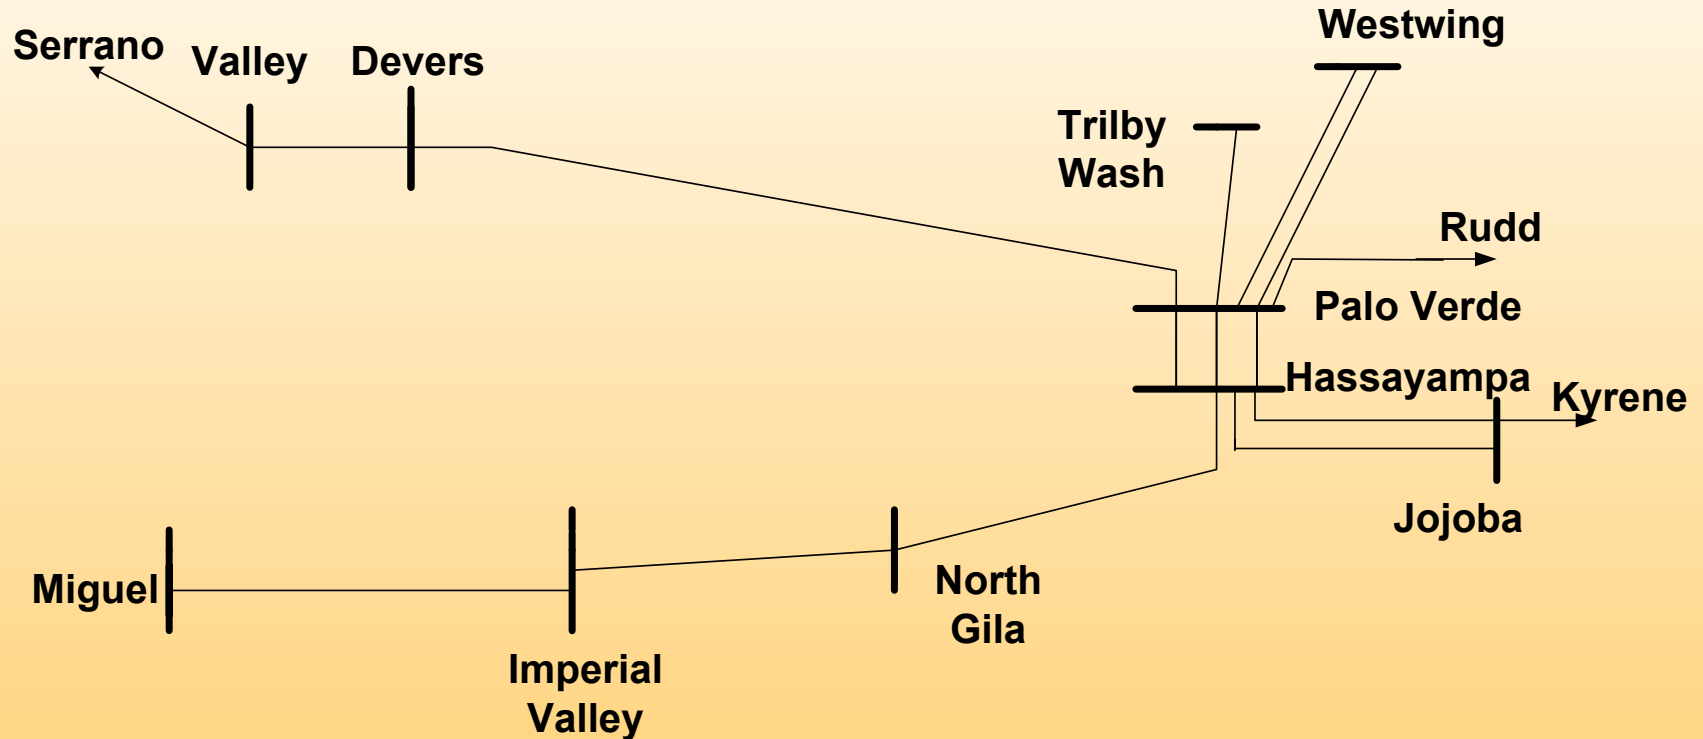 Westwing
Serrano
Valley
Devers
Trilby
Wash
Rudd
Palo Verde
Hassayampa
Kyrene
Jojoba
Miguel
North
Gila
Imperial
Valley